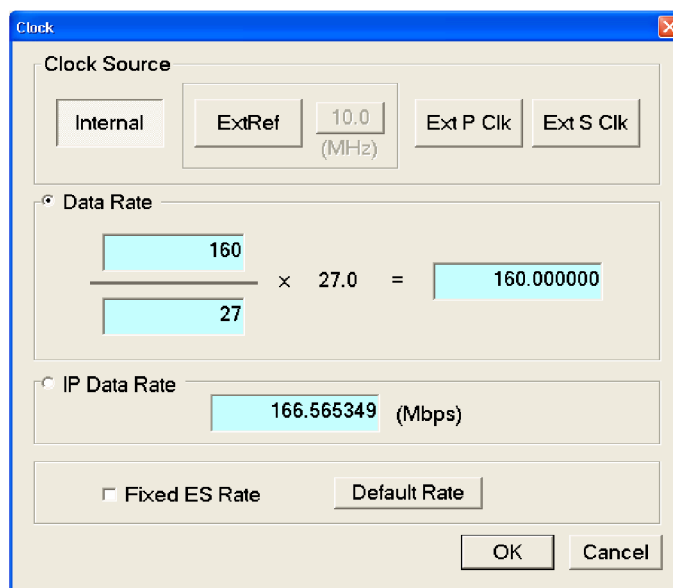 Clock
Clock Source
Internal
ExtRef
10.0
(MHz)
Ext P Clk
Ext S Clk
Data Rate
160
27
× 27.0 = 160.000000
IP Data Rate
166.565349 (Mbps)
Fixed ES Rate
Default Rate
OK
Cancel